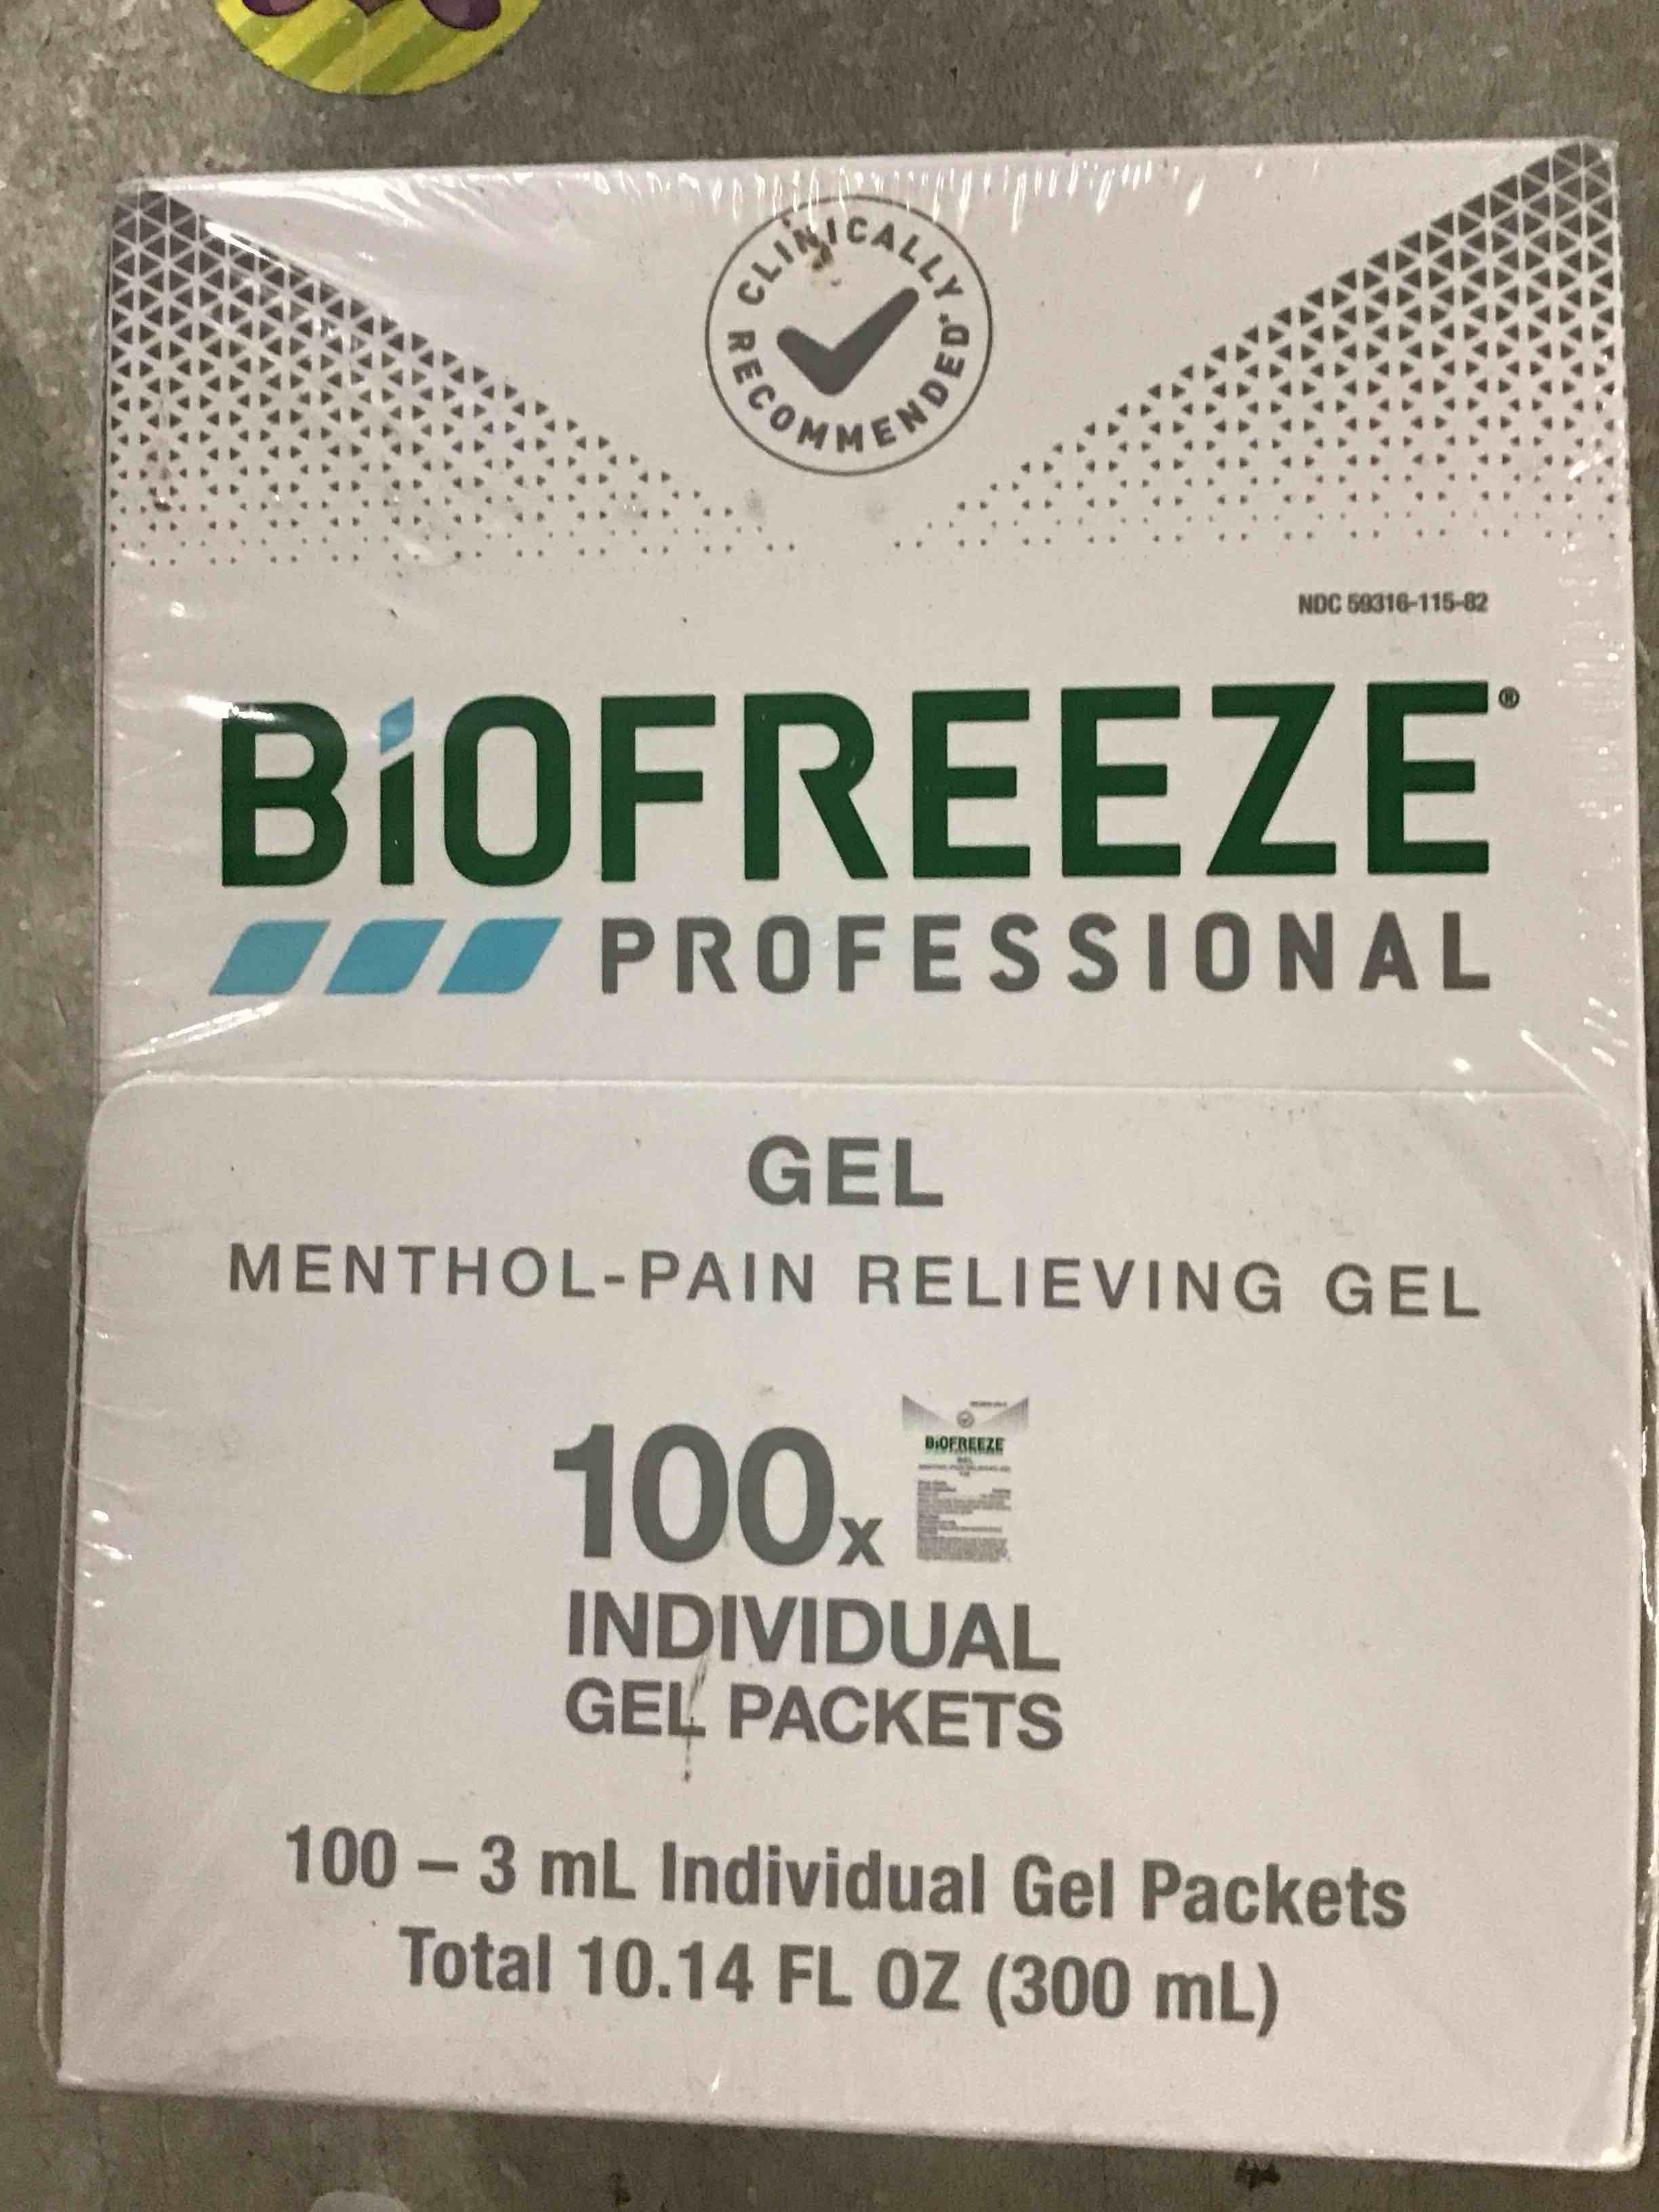 CLINICALLY
RECOMMENDED*
NDC 59316-115-82
BIOFREEZE®
PROFESSIONAL
GEL
MENTHOL-PAIN RELIEVING GEL
100x
BIOFREEZE
INDIVIDUAL
GEL PACKETS
100 – 3 mL Individual Gel Packets
Total 10.14 FL OZ (300 mL)